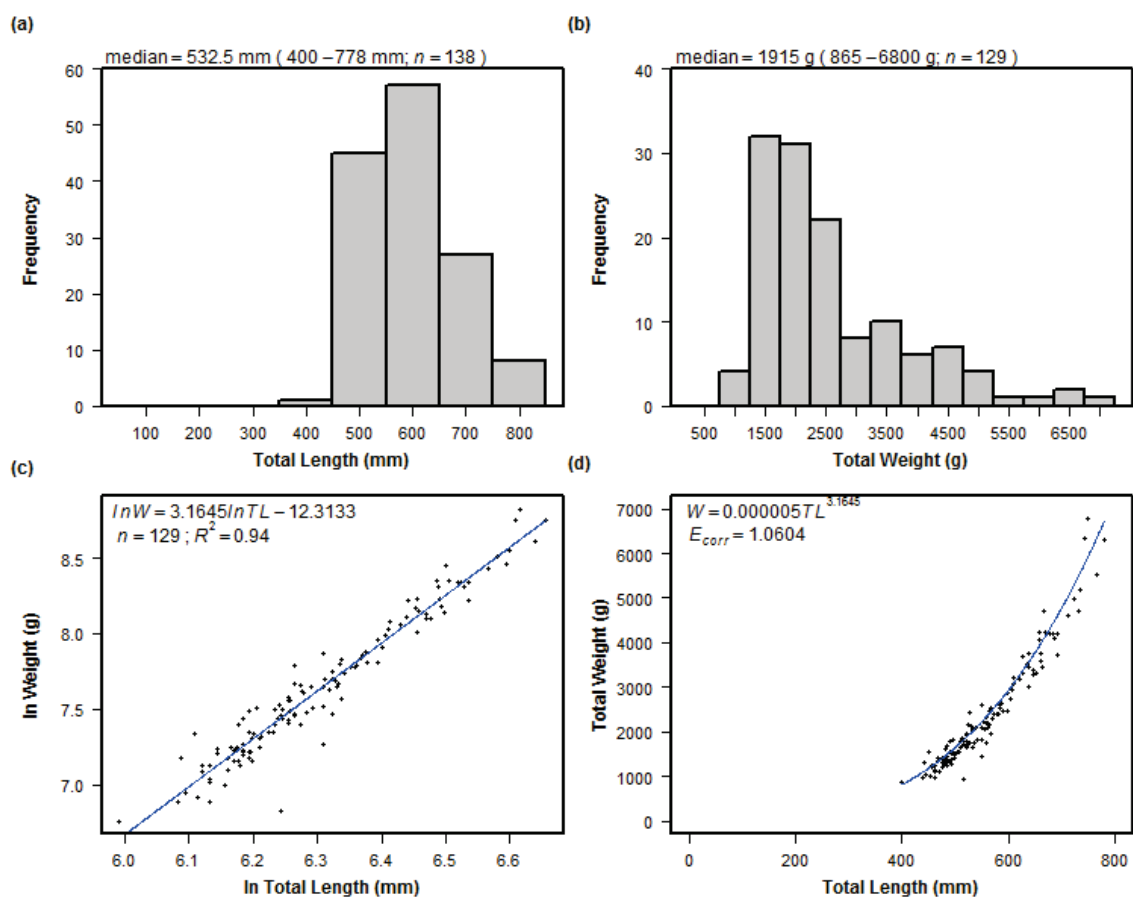 (a)
median = 532.5 mm ( 400 – 778 mm; n = 138 )
60
50
40
30
20
10
0
Frequency
100 200 300 400 500 600 700 800
Total Length (mm)
(b)
median = 1915 g ( 865 – 6800 g; n = 129 )
40
30
20
10
0
Frequency
500 1500 2500 3500 4500 5500 6500
Total Weight (g)
(c)
lnW = 3.1645lnTL – 12.3133
n = 129 ; R² = 0.94
8.5
8.0
7.5
7.0
ln Weight (g)
6.0 6.1 6.2 6.3 6.4 6.5 6.6
ln Total Length (mm)
(d)
W = 0.000005TL^3.1645
E_corr = 1.0604
7000
6000
5000
4000
3000
2000
1000
0
Total Weight (g)
0 200 400 600 800
Total Length (mm)